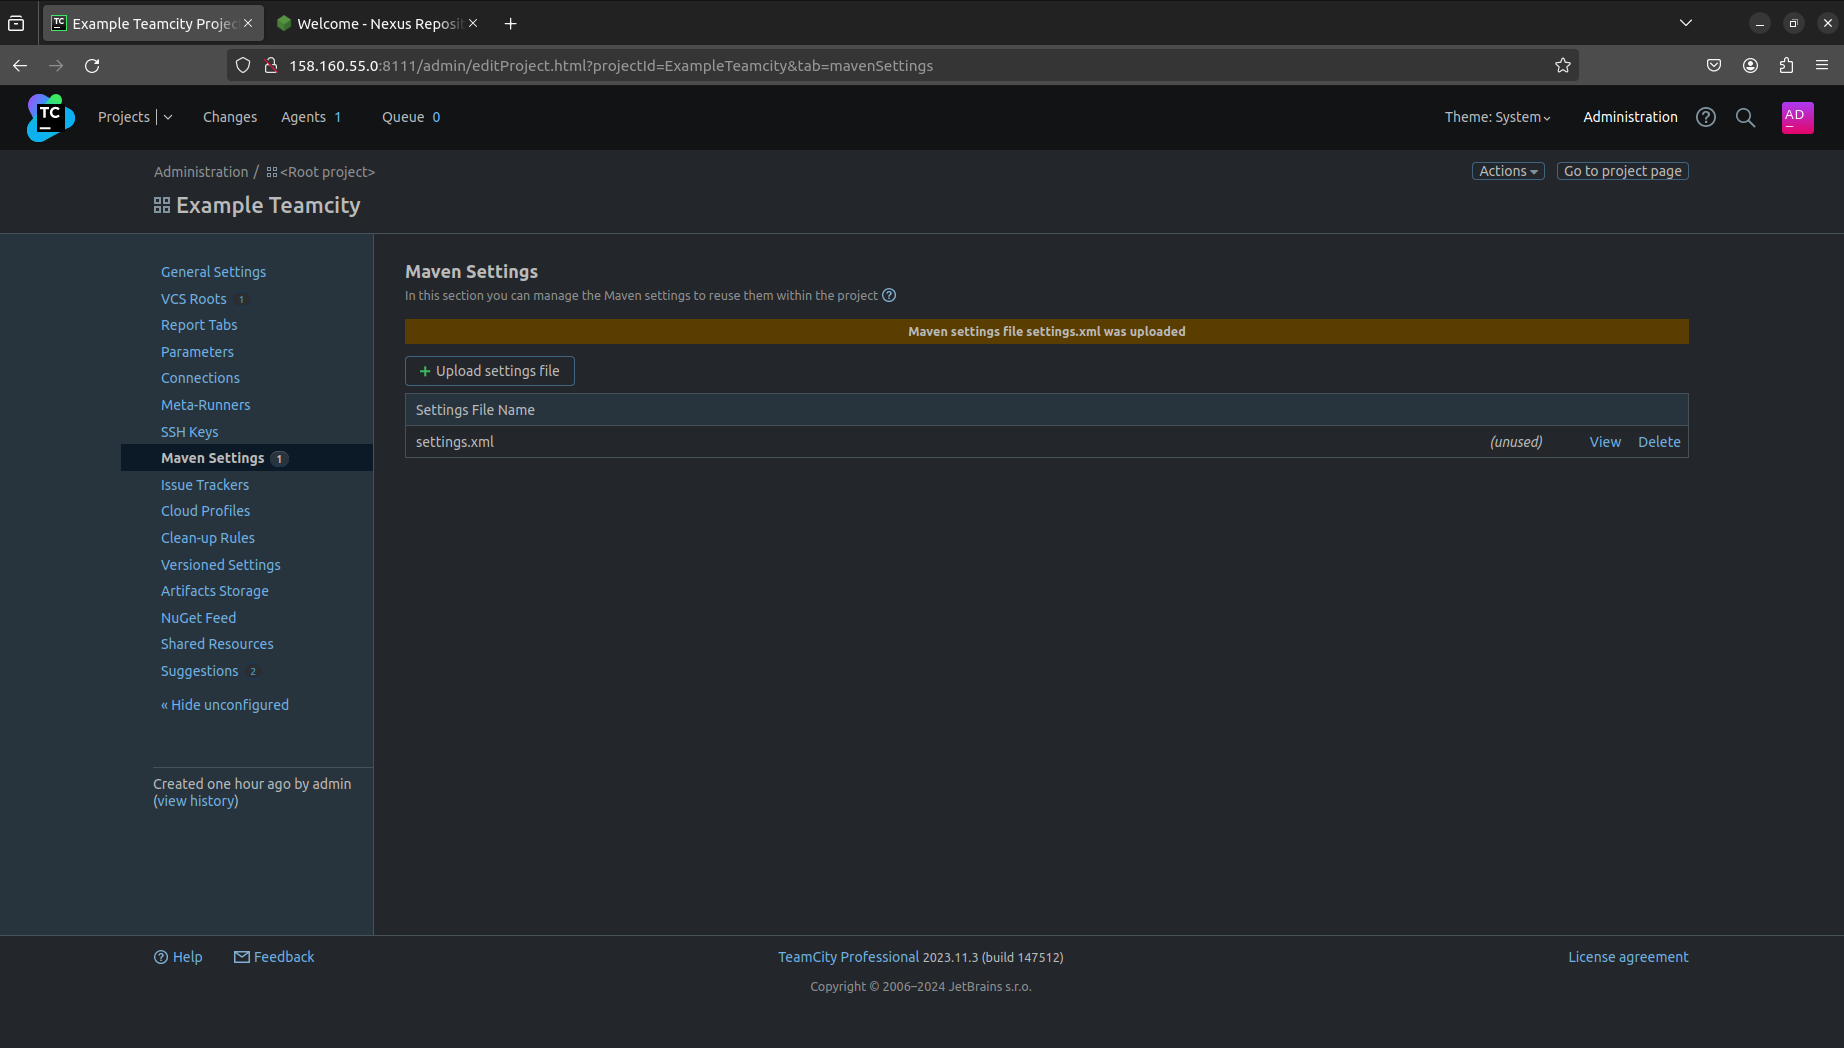 Example Teamcity Projec
Welcome - Nexus Reposit
158.160.55.0:8111/admin/editProject.html?projectId=ExampleTeamcity&tab=mavenSettings
TC
Projects
Changes
Agents 1
Queue 0
Theme: System
Administration
AD
Administration / <Root project>
Actions
Go to project page
Example Teamcity
General Settings
VCS Roots 1
Report Tabs
Parameters
Connections
Meta-Runners
SSH Keys
Maven Settings 1
Issue Trackers
Cloud Profiles
Clean-up Rules
Versioned Settings
Artifacts Storage
NuGet Feed
Shared Resources
Suggestions 2
« Hide unconfigured
Created one hour ago by admin
(view history)
Maven Settings
In this section you can manage the Maven settings to reuse them within the project
Maven settings file settings.xml was uploaded
+ Upload settings file
Settings File Name
settings.xml (unused) View Delete
Help
Feedback
TeamCity Professional 2023.11.3 (build 147512)
License agreement
Copyright © 2006–2024 JetBrains s.r.o.